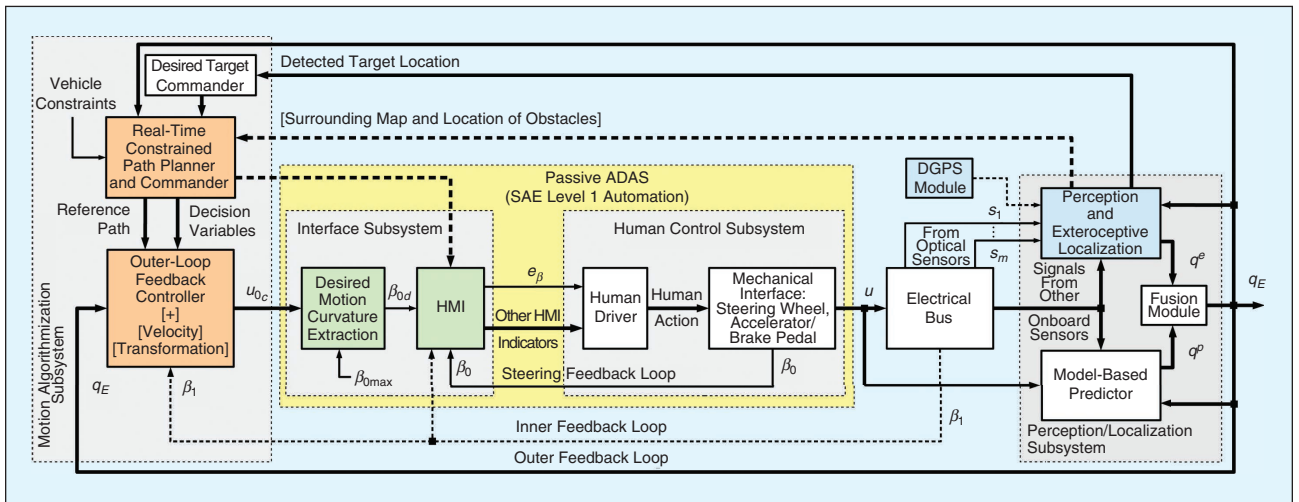 Desired Target
Commander
Detected Target Location
Vehicle
Constraints
[Surrounding Map and Location of Obstacles]
Real-Time
Constrained
Path Planner
and Commander
Reference
Path
Decision
Variables
Outer-Loop
Feedback
Controller
[+]
[Velocity]
[Transformation]
u0c
qE
β1
Motion Algorithmization
Subsystem
Passive ADAS
(SAE Level 1 Automation)
Interface Subsystem
Desired
Motion
Curvature
Extraction
β0d
β0max
HMI
eβ
Other HMI
Indicators
β0
Steering Feedback Loop
Human Control Subsystem
Human
Driver
Human
Action
Mechanical
Interface:
Steering Wheel,
Accelerator/
Brake Pedal
β0
u
Electrical
Bus
β1
Inner Feedback Loop
Outer Feedback Loop
DGPS
Module
s1
From
Optical
Sensors
sm
Perception
and
Exteroceptive
Localization
Signals
From Other
Onboard
Sensors
qe
Fusion
Module
qE
qp
Model-Based
Predictor
Perception/Localization
Subsystem